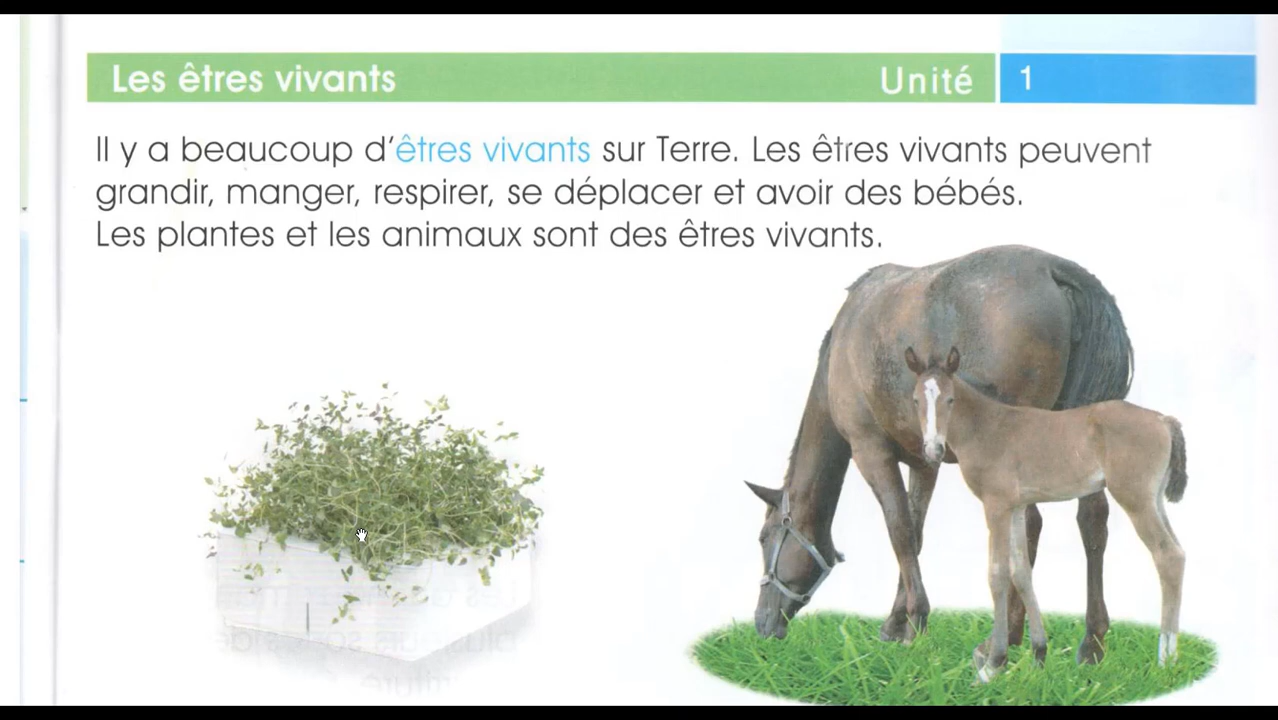 Les êtres vivants Unité 1
Il y a beaucoup d'êtres vivants sur Terre. Les êtres vivants peuvent
grandir, manger, respirer, se déplacer et avoir des bébés.
Les plantes et les animaux sont des êtres vivants.